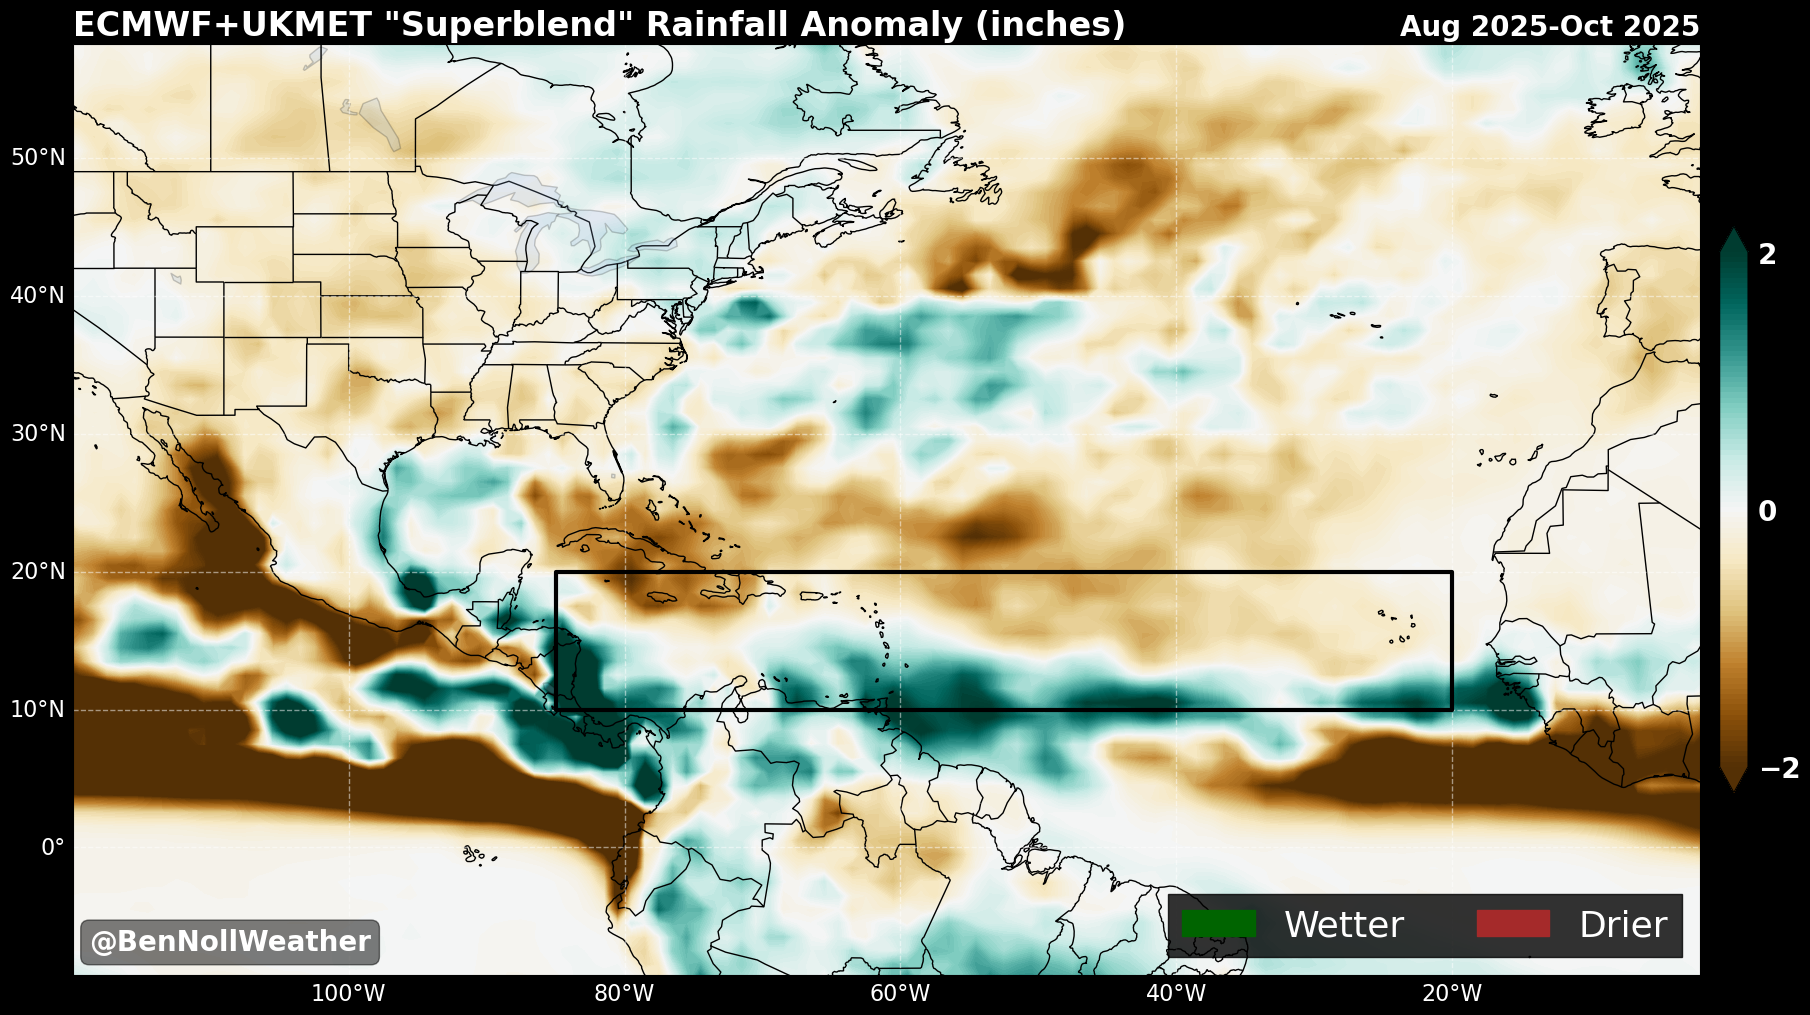 ECMWF+UKMET "Superblend" Rainfall Anomaly (inches)
Aug 2025-Oct 2025
50°N
40°N
30°N
20°N
10°N
0°
2
0
−2
@BenNollWeather
Wetter
Drier
100°W
80°W
60°W
40°W
20°W